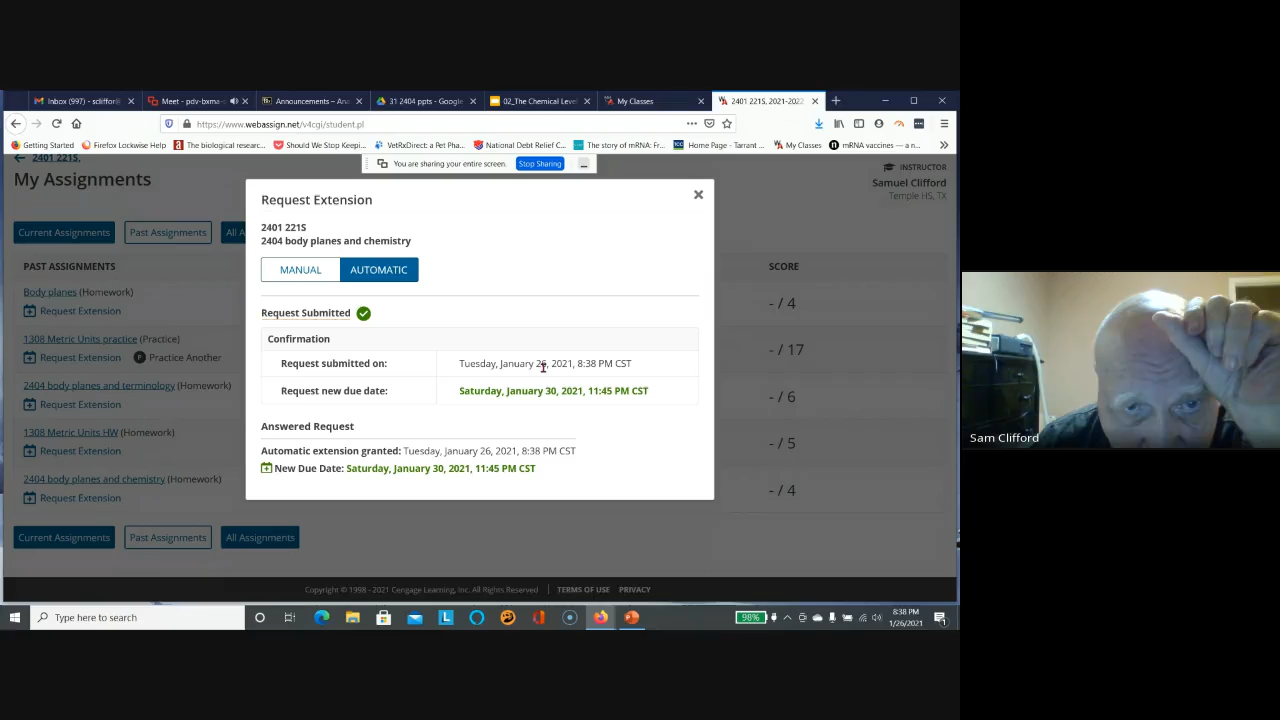 Inbox (997) - scliffor@
Meet - pdv-bxma-
Announcements – Ana
31 2404 ppts - Google
02_The Chemical Level
My Classes
2401 221S, 2021-2022
https://www.webassign.net/v4cgi/student.pl
Getting Started
Firefox Lockwise Help
The biological researc...
Should We Stop Keepi...
VetRxDirect: a Pet Pha...
National Debt Relief C...
The story of mRNA: Fr...
Home Page - Tarrant ...
My Classes
mRNA vaccines — a n...
You are sharing your entire screen.
Stop Sharing
2401 221S,
My Assignments
INSTRUCTOR
Samuel Clifford
Temple HS, TX
Current Assignments
Past Assignments
All A
PAST ASSIGNMENTS
SCORE
Body planes (Homework)
Request Extension
- / 4
1308 Metric Units practice (Practice)
Request Extension
P Practice Another
- / 17
2404 body planes and terminology
Request Extension
- / 6
1308 Metric Units HW (Homework)
Request Extension
- / 5
2404 body planes and chemistry (Homework)
Request Extension
- / 4
Request Extension
2401 221S
2404 body planes and chemistry
MANUAL
AUTOMATIC
Request Submitted
Confirmation
Request submitted on: Tuesday, January 26, 2021, 8:38 PM CST
Request new due date: Saturday, January 30, 2021, 11:45 PM CST
Answered Request
Automatic extension granted: Tuesday, January 26, 2021, 8:38 PM CST
New Due Date: Saturday, January 30, 2021, 11:45 PM CST
Current Assignments
Past Assignments
All Assignments
Copyright © 1998 - 2021 Cengage Learning, Inc. All Rights Reserved
TERMS OF USE
PRIVACY
Type here to search
98%
8:38 PM
1/26/2021
Sam Clifford